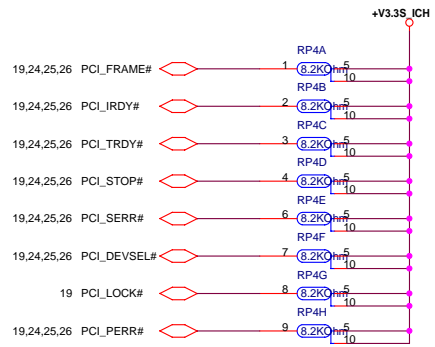 +V3.3S_ICH
RP4A
19,24,25,26 PCI_FRAME# 1 8.2KOhm 5
10
RP4B
19,24,25,26 PCI_IRDY# 2 8.2KOhm 5
10
RP4C
19,24,25,26 PCI_TRDY# 3 8.2KOhm 5
10
RP4D
19,24,25,26 PCI_STOP# 4 8.2KOhm 5
10
RP4E
19,24,25,26 PCI_SERR# 6 8.2KOhm 5
10
RP4F
19,24,25,26 PCI_DEVSEL# 7 8.2KOhm 5
10
RP4G
19 PCI_LOCK# 8 8.2KOhm 5
10
RP4H
19,24,25,26 PCI_PERR# 9 8.2KOhm 5
10